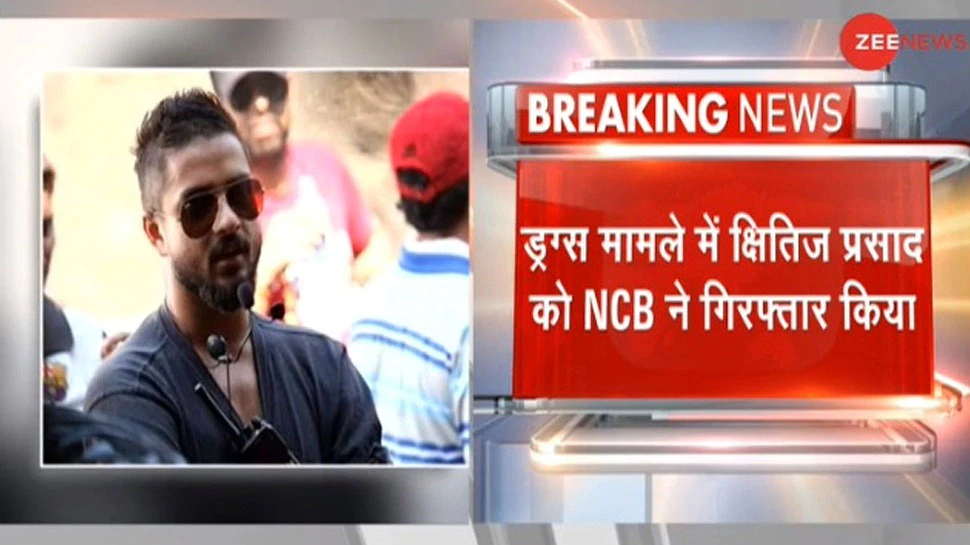 ZEENEWS
BREAKING NEWS
ड्रग्स मामले में क्षितिज प्रसाद
को NCB ने गिरफ्तार किया